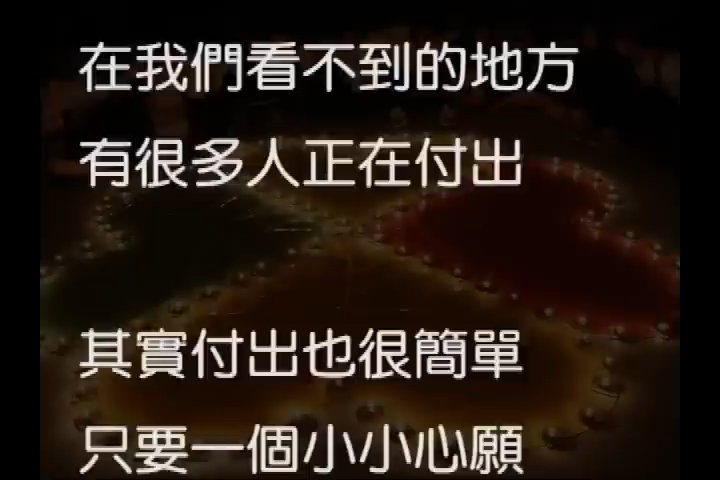 在我們看不到的地方
有很多人正在付出
其實付出也很簡單
只要一個小小心願